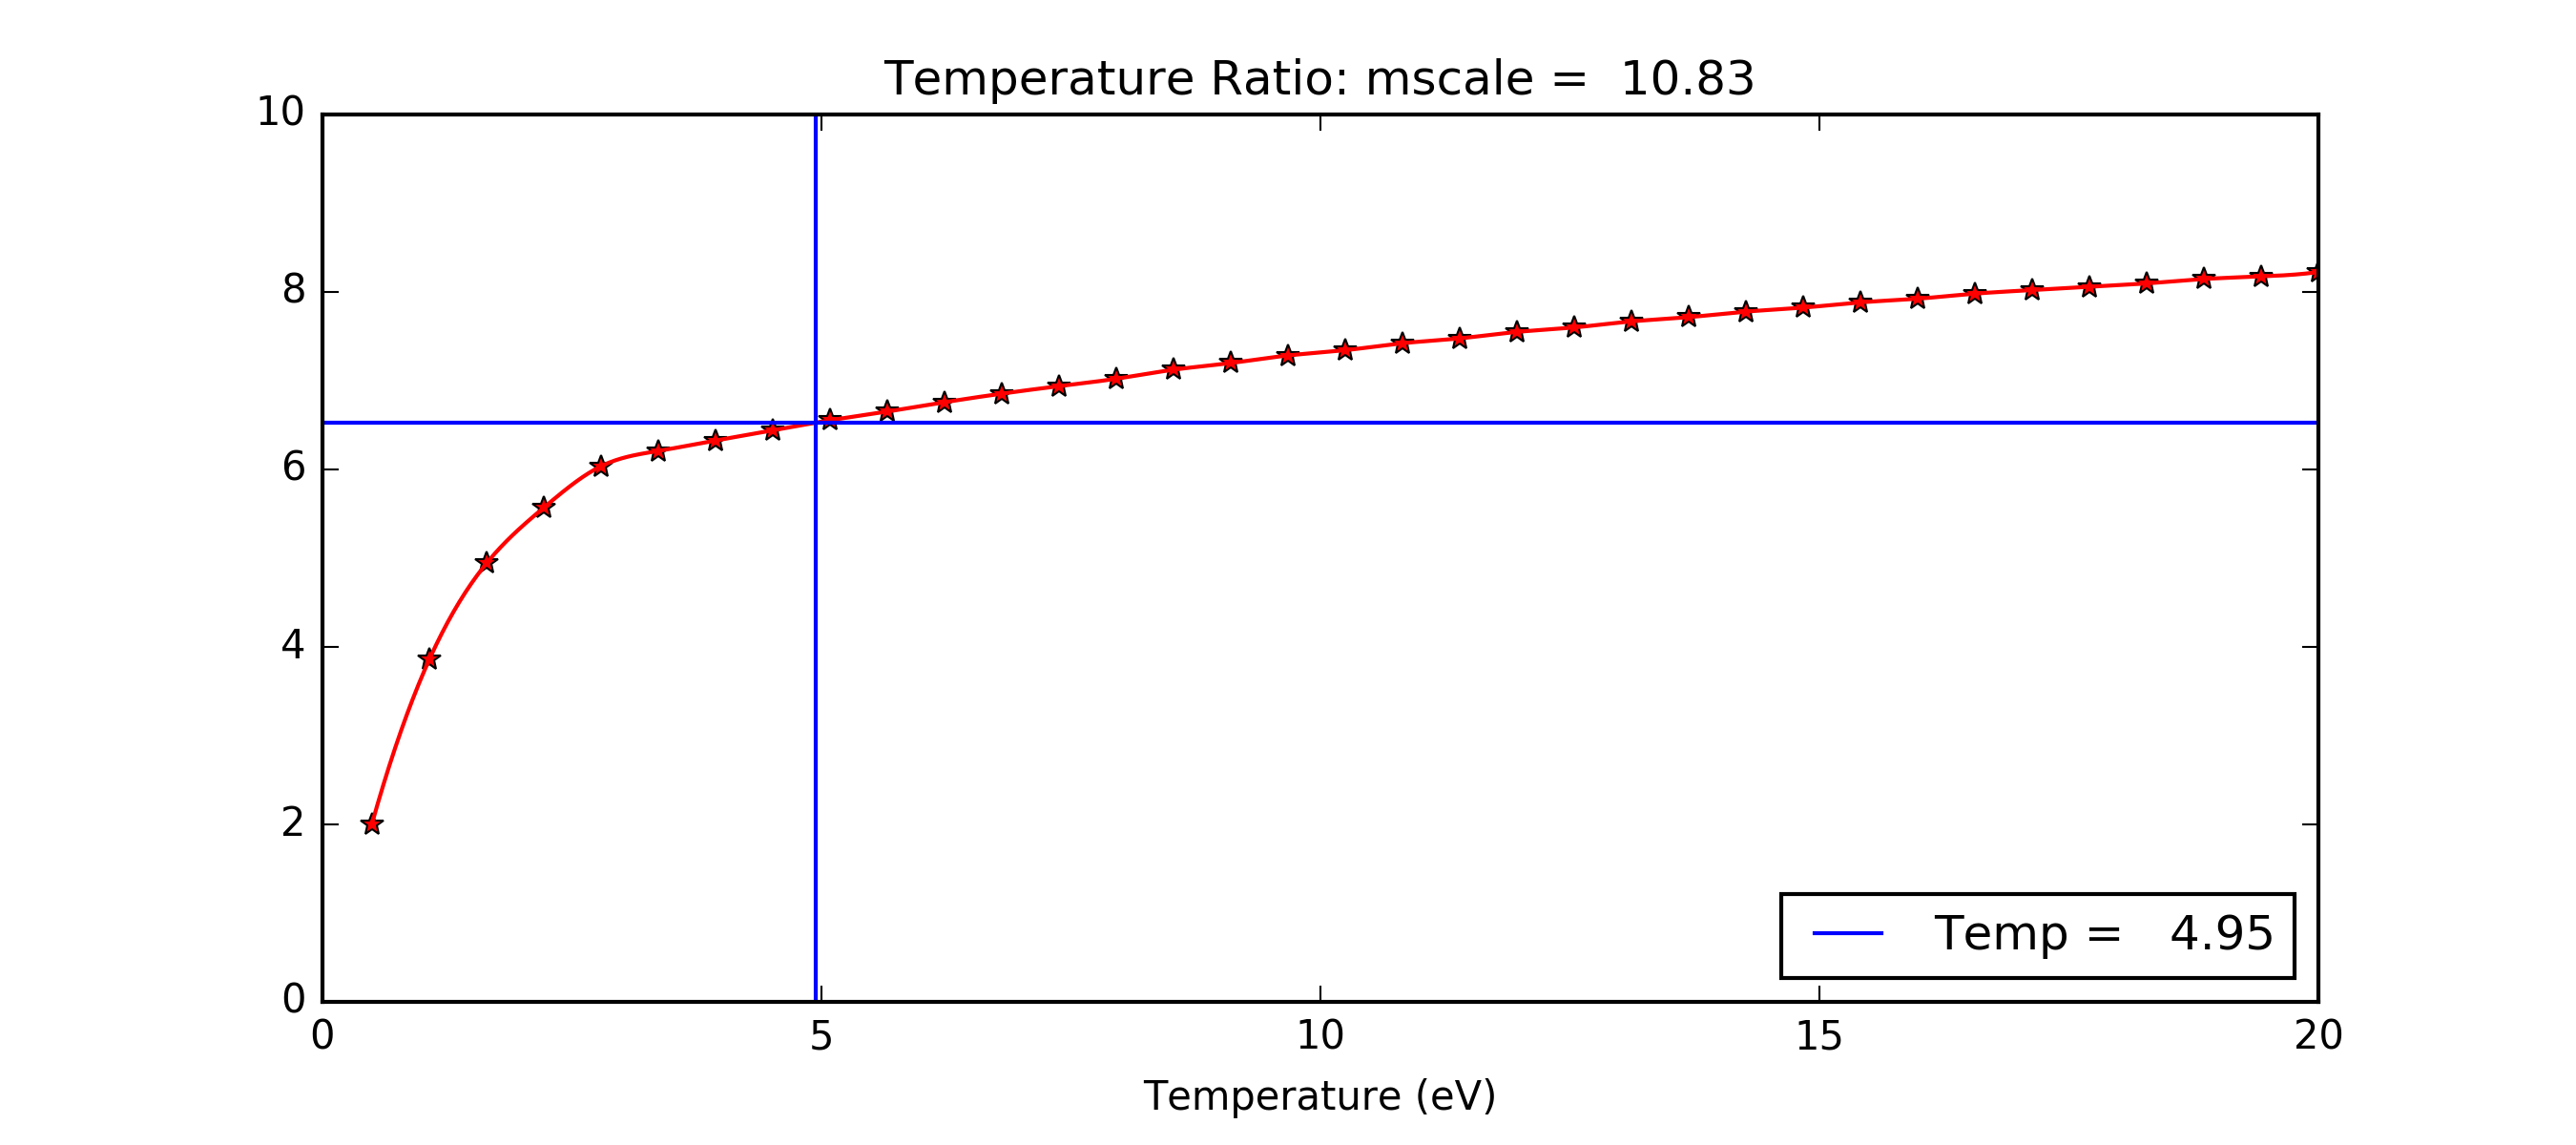 Temperature Ratio: mscale =  10.83
10
8
6
4
2
0
0 5 10 15 20
Temperature (eV)
Temp =   4.95